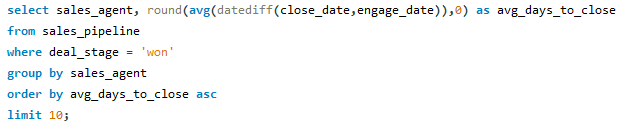 select sales_agent, round(avg(datediff(close_date,engage_date)),0) as avg_days_to_close
from sales_pipeline
where deal_stage = 'won'
group by sales_agent
order by avg_days_to_close asc
limit 10;